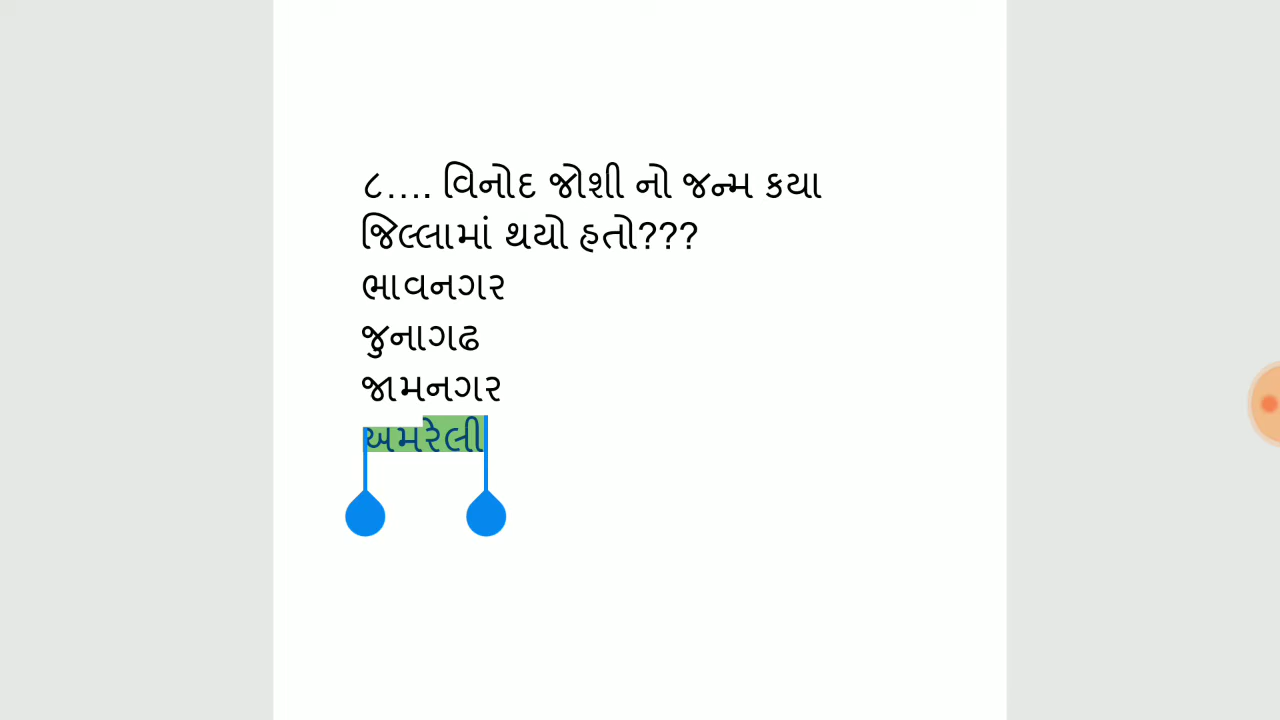 ૮.... વિનોદ જોશી નો જન્મ કયા
જિલ્લામાં થયો હતો???
ભાવનગર
જુનાગઢ
જામનગર
અમરેલી